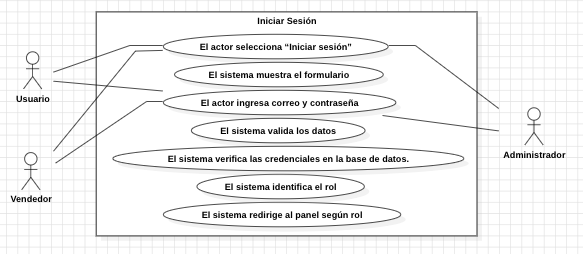 Iniciar Sesión
El actor selecciona “Iniciar sesión”
El sistema muestra el formulario
Usuario
El actor ingresa correo y contraseña
El sistema valida los datos
Administrador
El sistema verifica las credenciales en la base de datos.
El sistema identifica el rol
Vendedor
El sistema redirige al panel según rol